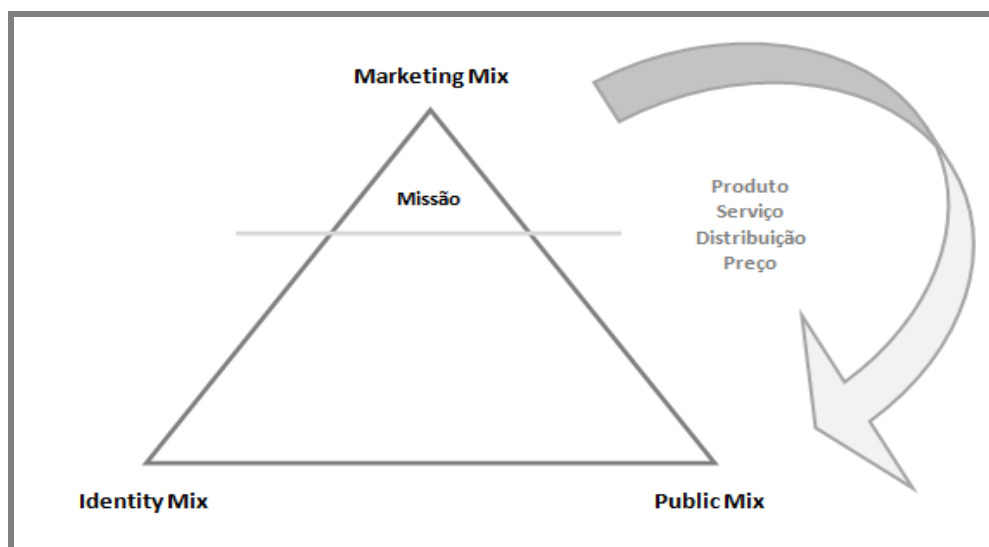 Marketing Mix
Missão
Produto
Serviço
Distribuição
Preço
Identity Mix
Public Mix